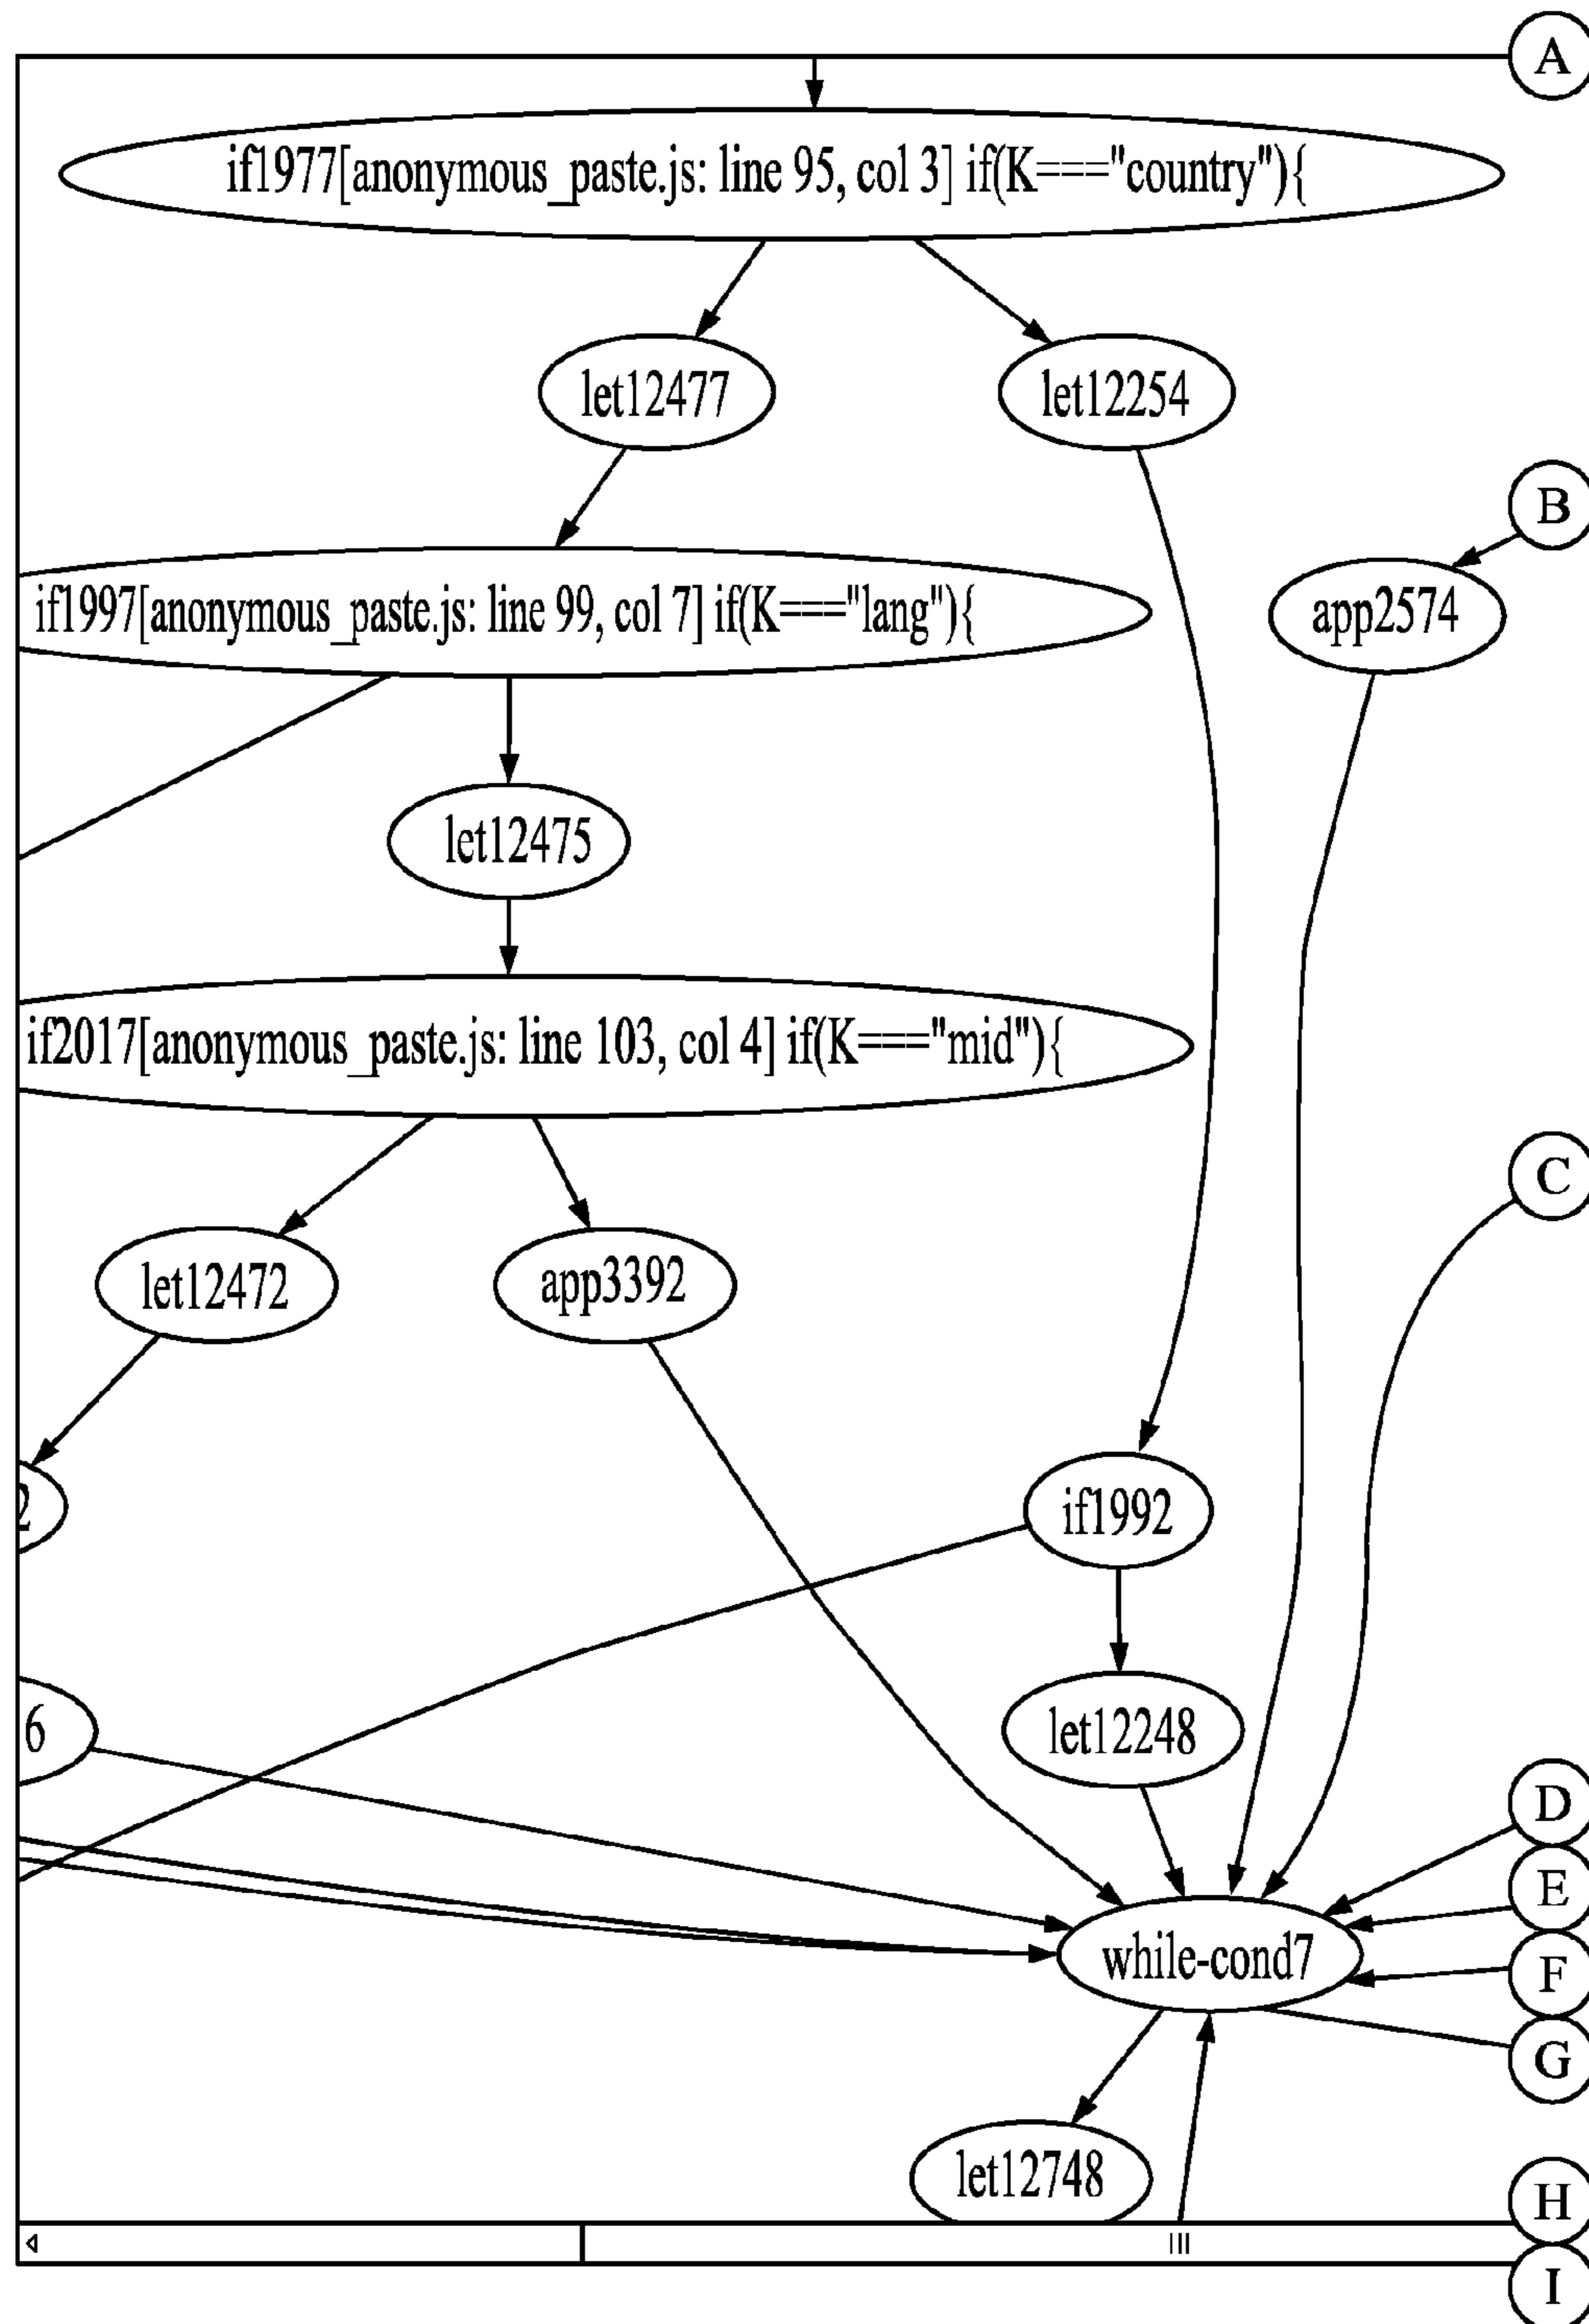 A
if1977[anonymous_paste.js: line 95, col 3] if(K==="country"){
let12477
let12254
B
if1997[anonymous_paste.js: line 99, col 7] if(K==="lang"){
app2574
let12475
if2017[anonymous_paste.js: line 103, col 4] if(K==="mid"){
C
let12472
app3392
2
if1992
6
let12248
D
E
while-cond7
F
G
let12748
H
I